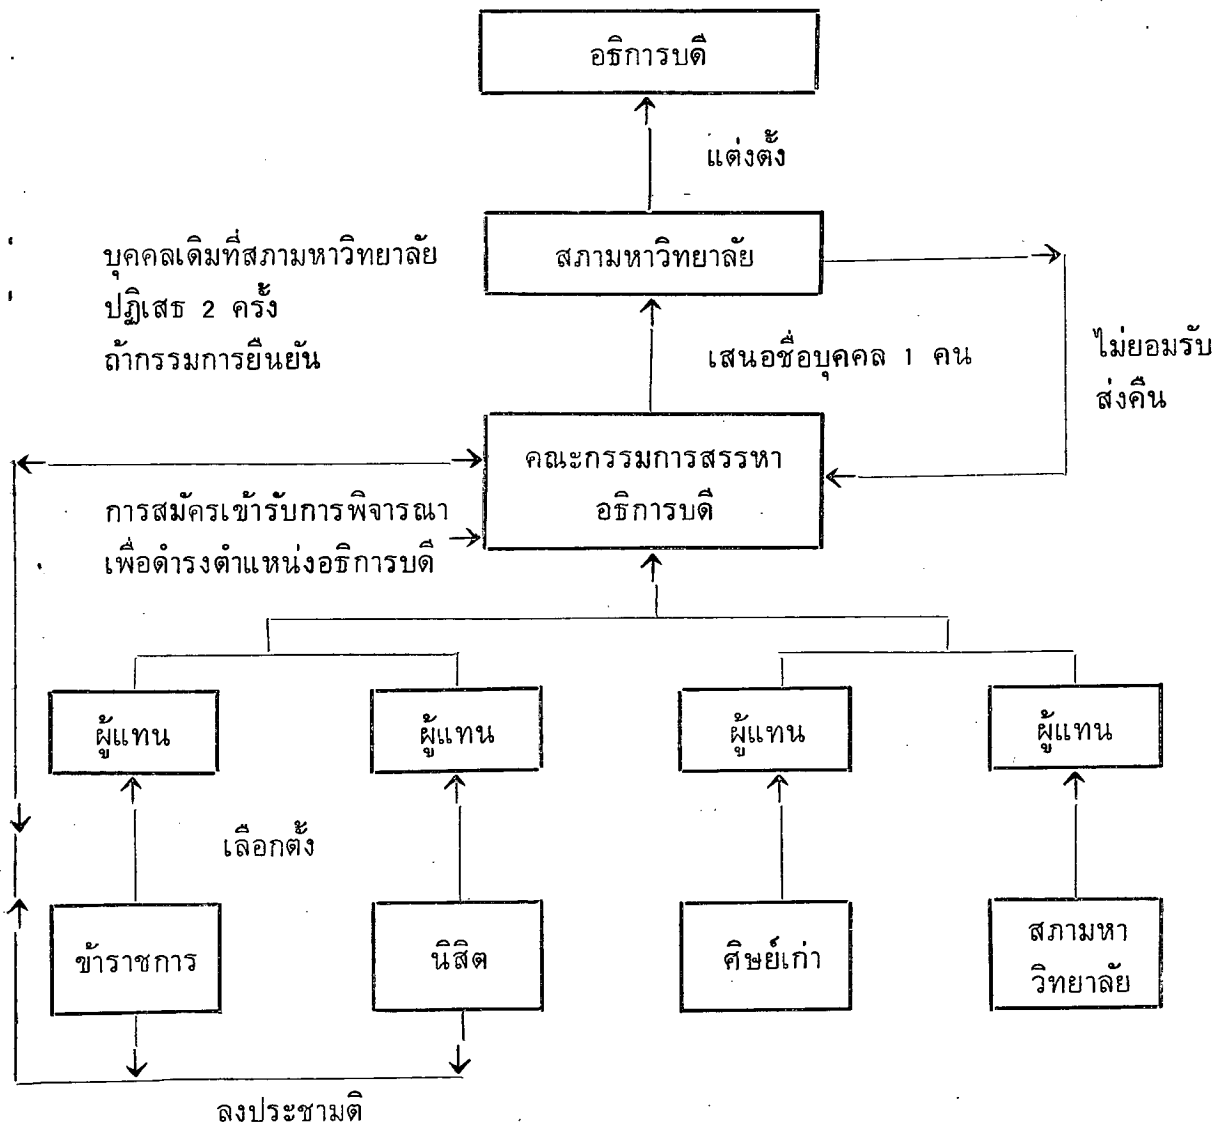 อธิการบดี
แต่งตั้ง
สภามหาวิทยาลัย
บุคคลเดิมที่สภามหาวิทยาลัย
ปฏิเสธ 2 ครั้ง
ถ้ากรรมการยืนยัน
เสนอชื่อบุคคล 1 คน
ไม่ยอมรับ
ส่งคืน
คณะกรรมการสรรหา
อธิการบดี
การสมัครเข้ารับการพิจารณา
เพื่อดำรงตำแหน่งอธิการบดี
ผู้แทน
ผู้แทน
ผู้แทน
ผู้แทน
เลือกตั้ง
ข้าราชการ
นิสิต
ศิษย์เก่า
สภามหา
วิทยาลัย
ลงประชามติ